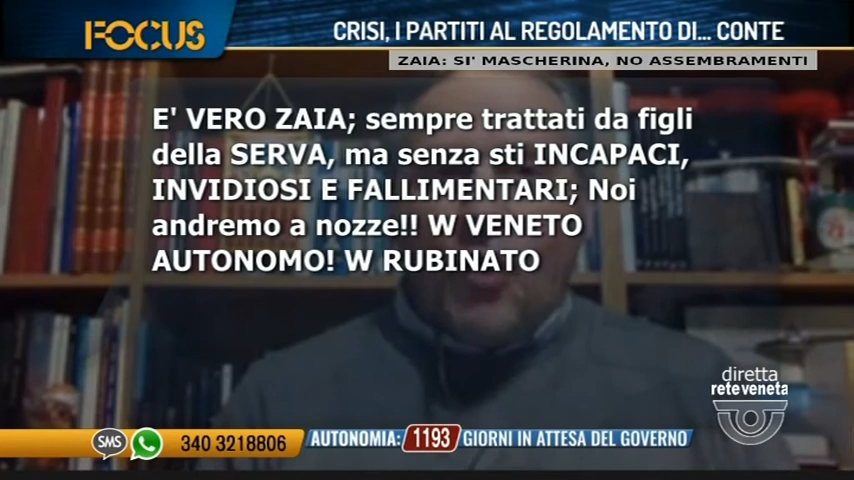 FOCUS
CRISI, I PARTITI AL REGOLAMENTO DI... CONTE
ZAIA: SI' MASCHERINA, NO ASSEMBRAMENTI
E' VERO ZAIA; sempre trattati da figli
della SERVA, ma senza sti INCAPACI,
INVIDIOSI E FALLIMENTARI; Noi
andremo a nozze!! W VENETO
AUTONOMO! W RUBINATO
diretta
reteveneta
SMS 340 3218806
AUTONOMIA: 1193 GIORNI IN ATTESA DEL GOVERNO